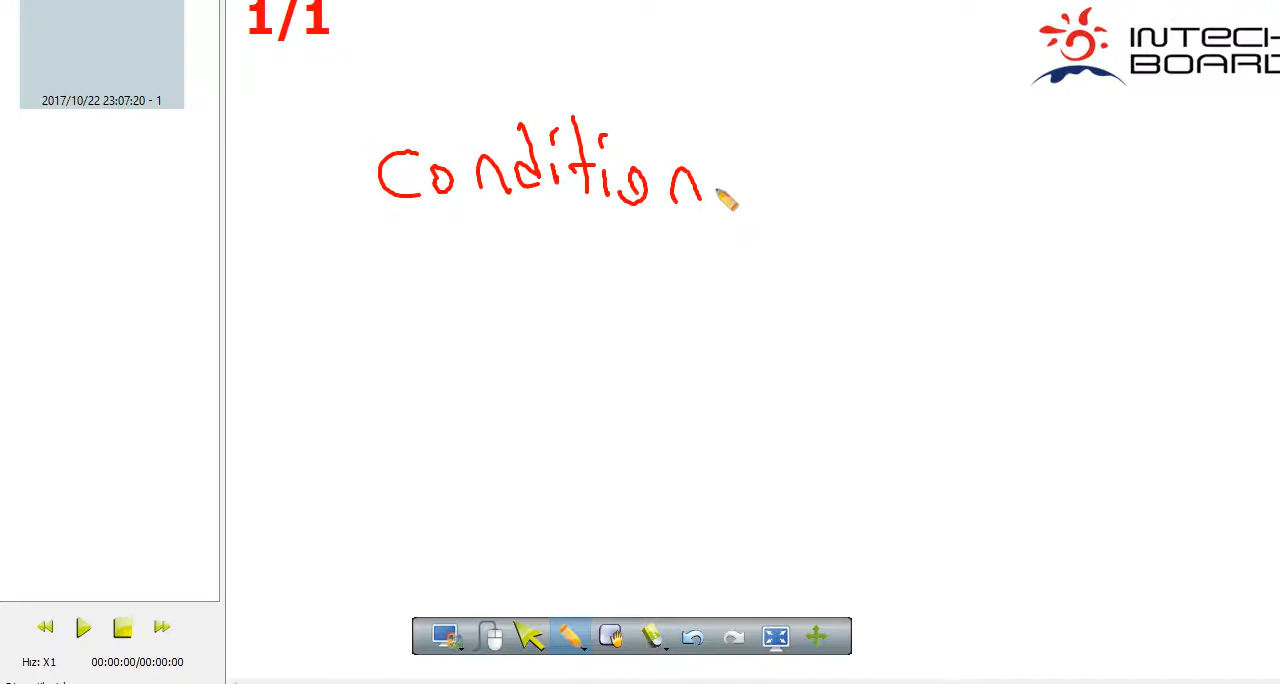 1/1
INTECH
BOARD
2017/10/22 23:07:20 - 1
Condition
Hız: X1 00:00:00/00:00:00